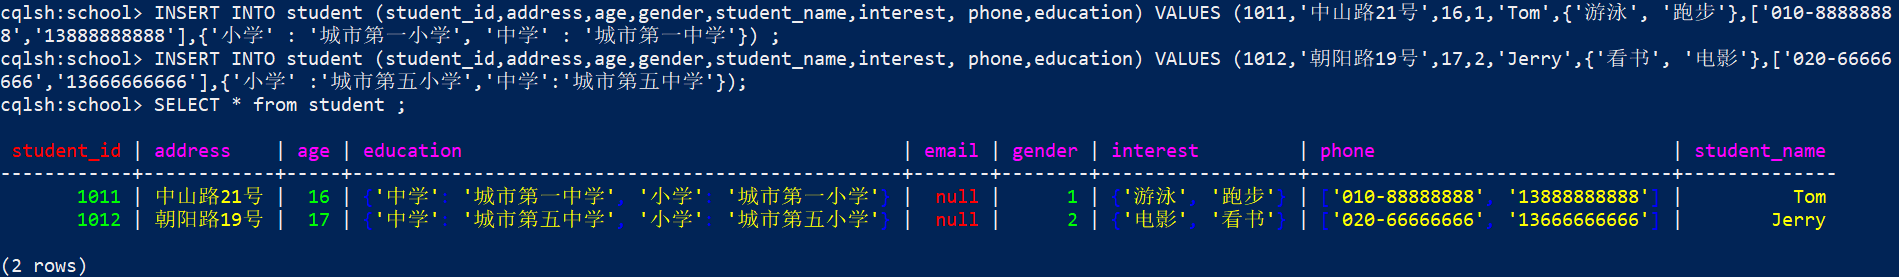 cqlsh:school> INSERT INTO student (student_id,address,age,gender,student_name,interest, phone,education) VALUES (1011,'中山路21号',16,1,'Tom',{'游泳', '跑步'},['010-8888888
8','13888888888'],{'小学' : '城市第一小学', '中学' : '城市第一中学'}) ;
cqlsh:school> INSERT INTO student (student_id,address,age,gender,student_name,interest, phone,education) VALUES (1012,'朝阳路19号',17,2,'Jerry',{'看书', '电影'},['020-66666
666','13666666666'],{'小学' :'城市第五小学','中学':'城市第五中学'});
cqlsh:school> SELECT * from student ;
student_id | address | age | education | email | gender | interest | phone | student_name
------------+------------+-----+--------------------------------------------------+-------+--------+------------------+----------------------------------+--------------
1011 | 中山路21号 | 16 | {'中学': '城市第一中学', '小学': '城市第一小学'} | null | 1 | {'游泳', '跑步'} | ['010-88888888', '13888888888'] | Tom
1012 | 朝阳路19号 | 17 | {'中学': '城市第五中学', '小学': '城市第五小学'} | null | 2 | {'电影', '看书'} | ['020-66666666', '13666666666'] | Jerry
(2 rows)